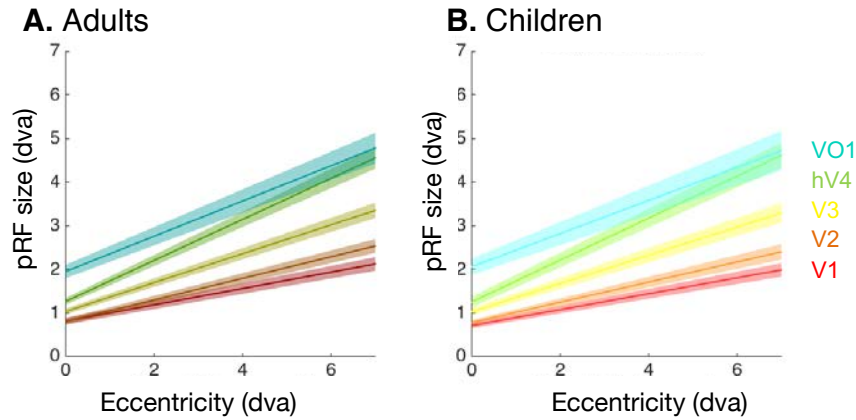 A. Adults
7
6
5
4
3
2
1
0
pRF size (dva)
0 2 4 6
Eccentricity (dva)
B. Children
7
6
5
4
3
2
1
0
pRF size (dva)
0 2 4 6
Eccentricity (dva)
VO1
hV4
V3
V2
V1